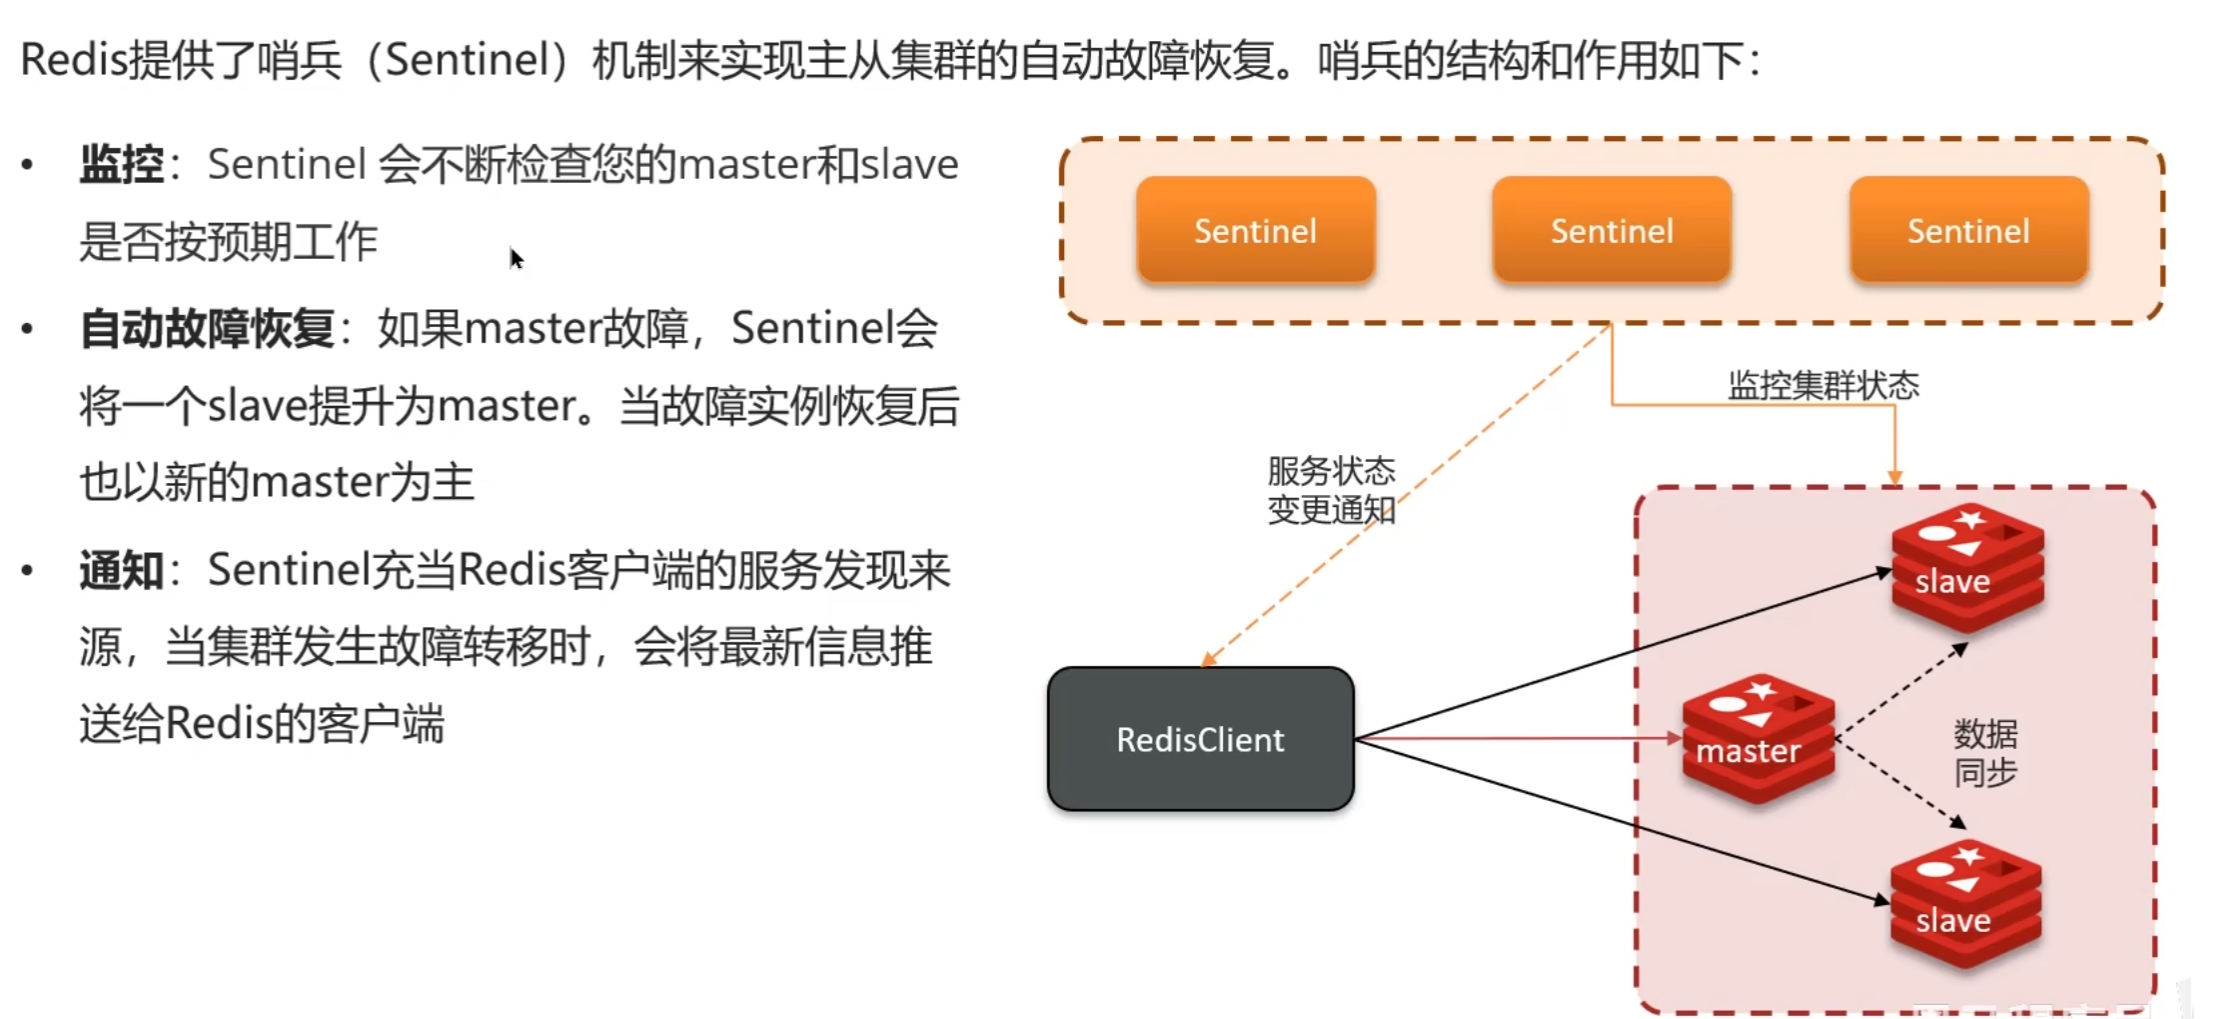 Redis提供了哨兵（Sentinel）机制来实现主从集群的自动故障恢复。哨兵的结构和作用如下：
• 监控：Sentinel 会不断检查您的master和slave
是否按预期工作
• 自动故障恢复：如果master故障，Sentinel会
将一个slave提升为master。当故障实例恢复后
也以新的master为主
• 通知：Sentinel充当Redis客户端的服务发现来
源，当集群发生故障转移时，会将最新信息推
送给Redis的客户端
Sentinel
Sentinel
Sentinel
监控集群状态
服务状态
变更通知
slave
RedisClient
master
数据
同步
slave